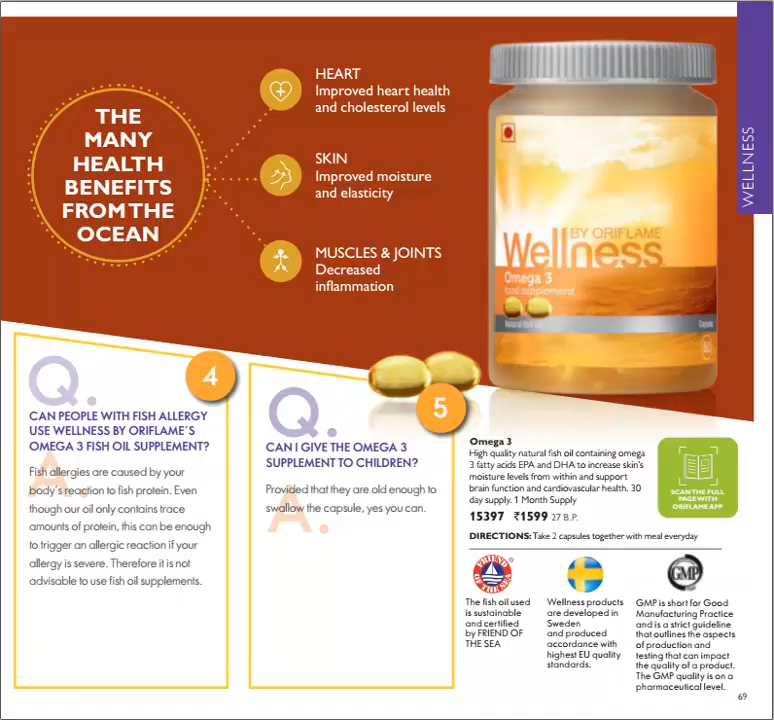 THE
MANY
HEALTH
BENEFITS
FROM THE
OCEAN
HEART
Improved heart health
and cholesterol levels
SKIN
Improved moisture
and elasticity
MUSCLES & JOINTS
Decreased
inflammation
WELLNESS
BY ORIFLAME
Wellness
Omega 3
food supplement
Natural fish oil
Capsule
4
Q.
CAN PEOPLE WITH FISH ALLERGY
USE WELLNESS BY ORIFLAME'S
OMEGA 3 FISH OIL SUPPLEMENT?
A.
Fish allergies are caused by your
body's reaction to fish protein. Even
though our oil only contains trace
amounts of protein, this can be enough
to trigger an allergic reaction if your
allergy is severe. Therefore it is not
advisable to use fish oil supplements.
5
Q.
CAN I GIVE THE OMEGA 3
SUPPLEMENT TO CHILDREN?
A.
Provided that they are old enough to
swallow the capsule, yes you can.
Omega 3
High quality natural fish oil containing omega
3 fatty acids EPA and DHA to increase skin's
moisture levels from within and support
brain function and cardiovascular health. 30
day supply. 1 Month Supply
15397 ₹1599 27 B.P.
DIRECTIONS: Take 2 capsules together with meal everyday
SCAN THE FULL
PAGE WITH
ORIFLAME APP
FRIEND
OF THE SEA
The fish oil used
is sustainable
and certified
by FRIEND OF
THE SEA
Wellness products
are developed in
Sweden
and produced
accordance with
highest EU quality
standards.
GMP
GMP is short for Good
Manufacturing Practice
and is a strict guideline
that outlines the aspects
of production and
testing that can impact
the quality of a product.
The GMP quality is on a
pharmaceutical level.
69